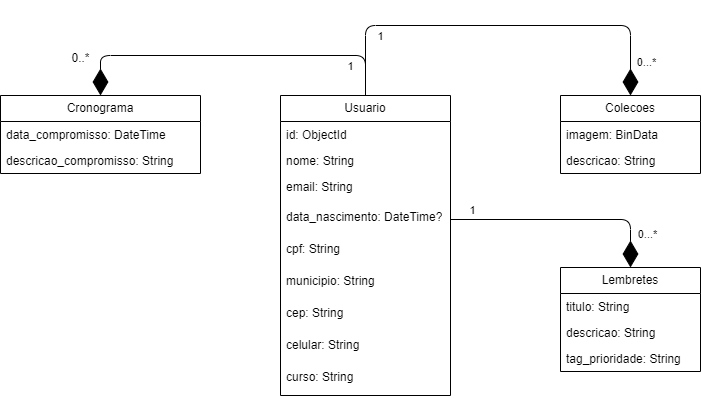 1
0..*
1
0...*
Cronograma
data_compromisso: DateTime
descricao_compromisso: String
Usuario
id: ObjectId
nome: String
email: String
data_nascimento: DateTime?
cpf: String
municipio: String
cep: String
celular: String
curso: String
Colecoes
imagem: BinData
descricao: String
1
0...*
Lembretes
titulo: String
descricao: String
tag_prioridade: String